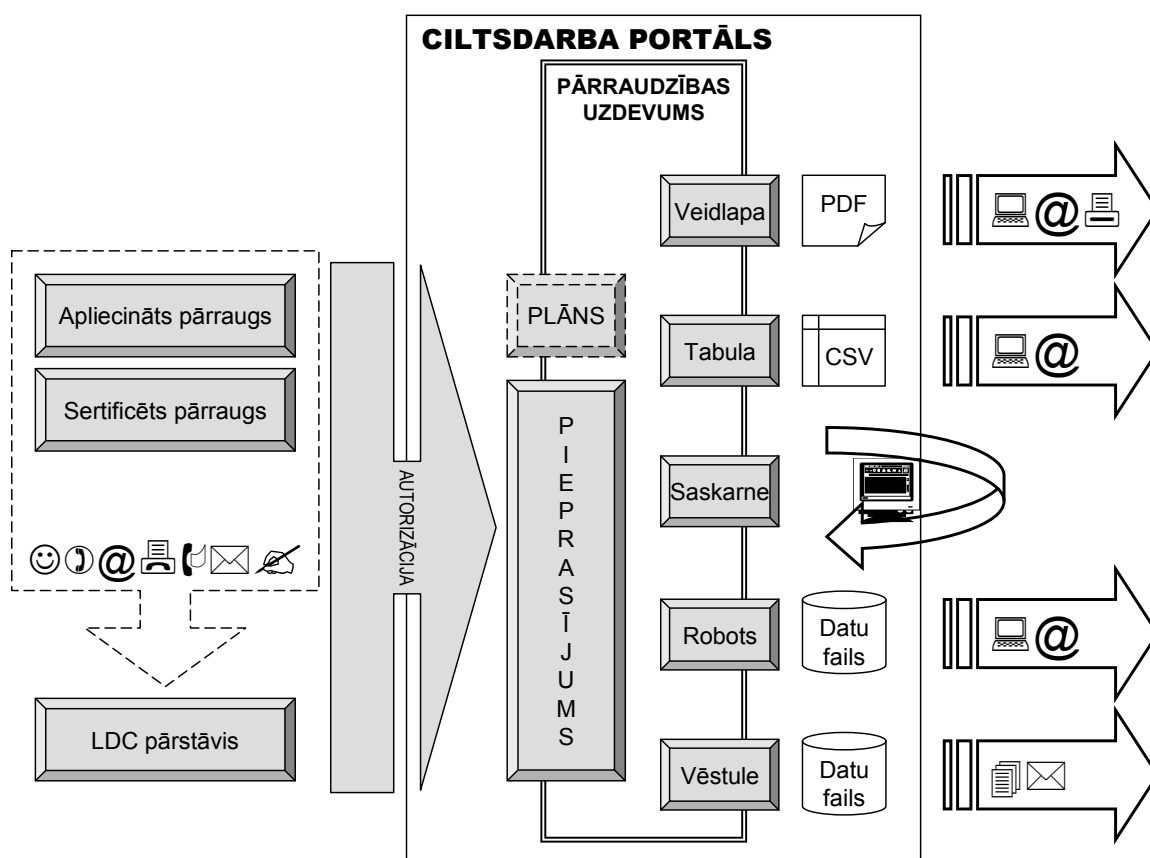 CILTSDARBA PORTĀLS
PĀRRAUDZĪBAS
UZDEVUMS
Veidlapa
PDF
@
Apliecināts pārraugs
PLĀNS
Tabula
CSV
@
Sertificēts pārraugs
PIEPRASĪJUMS
Saskarne
AUTORIZĀCIJA
@
Robots
Datu
fails
@
LDC pārstāvis
Vēstule
Datu
fails